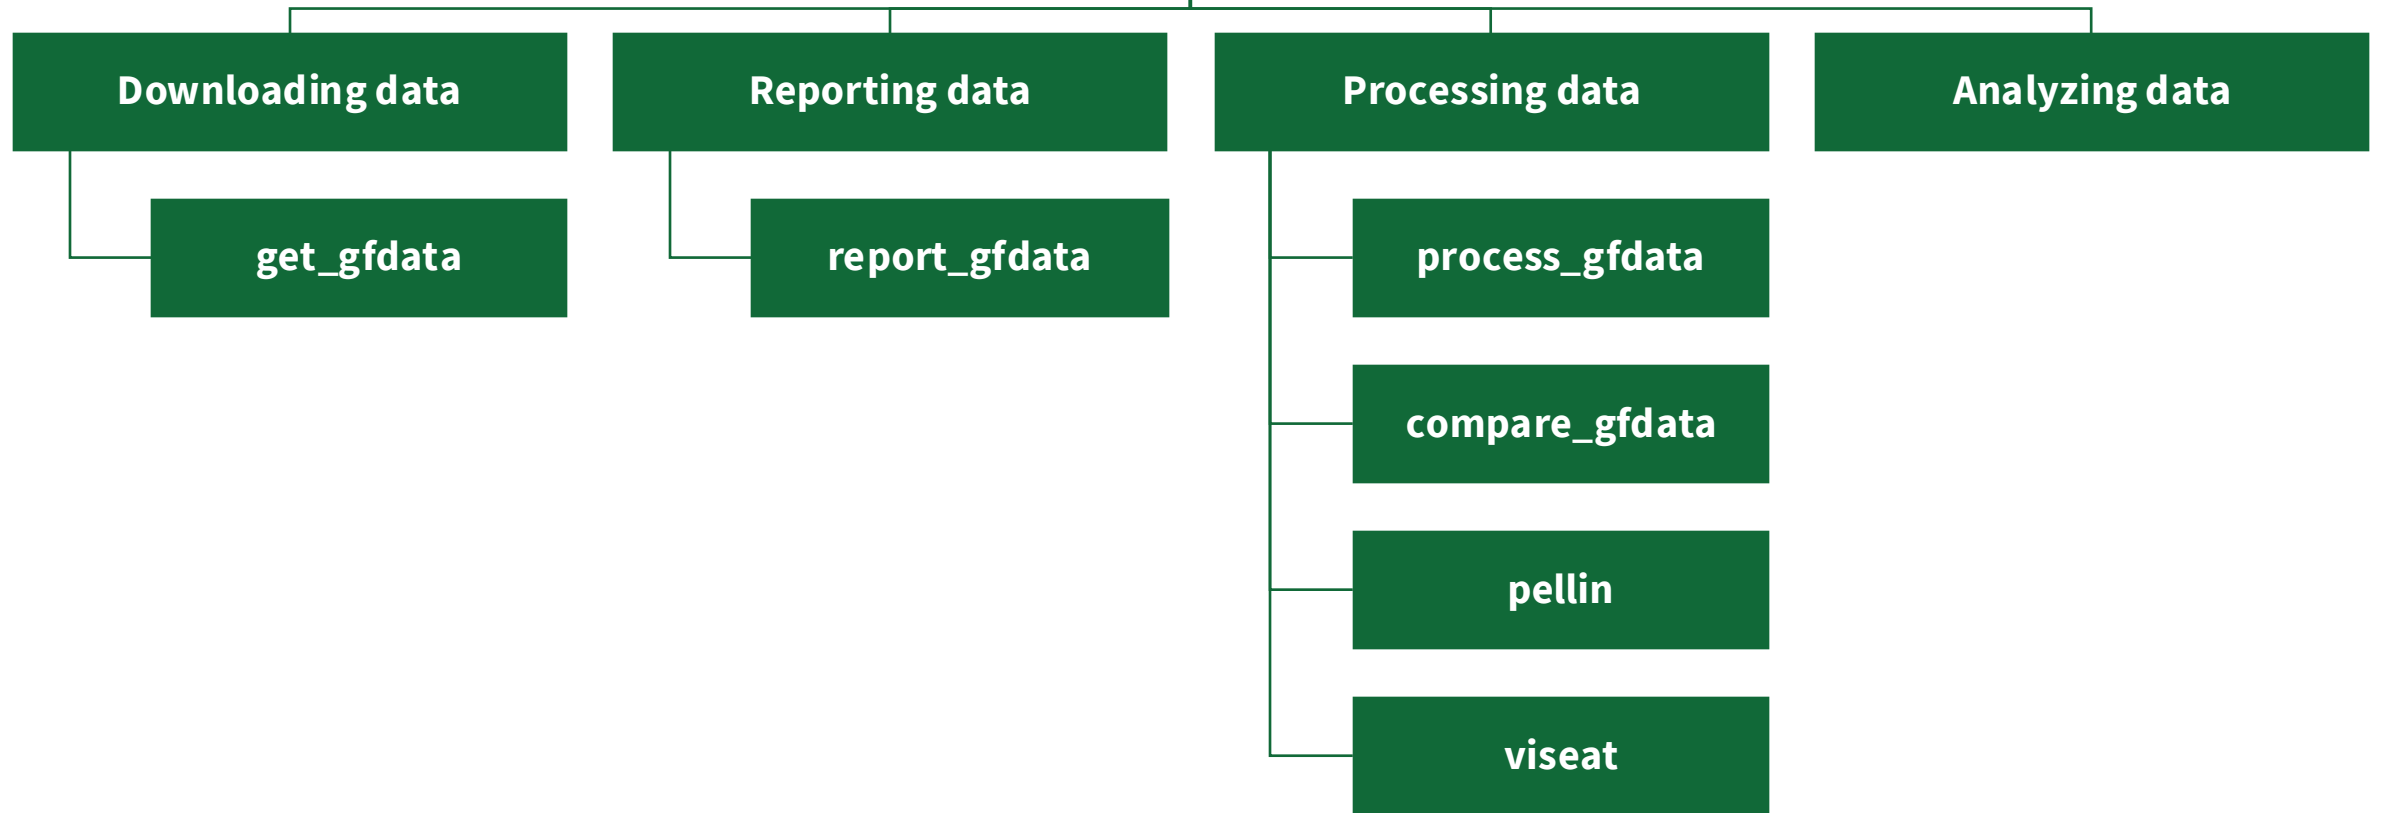 Downloading data
Reporting data
Processing data
Analyzing data
get_gfdata
report_gfdata
process_gfdata
compare_gfdata
pellin
viseat